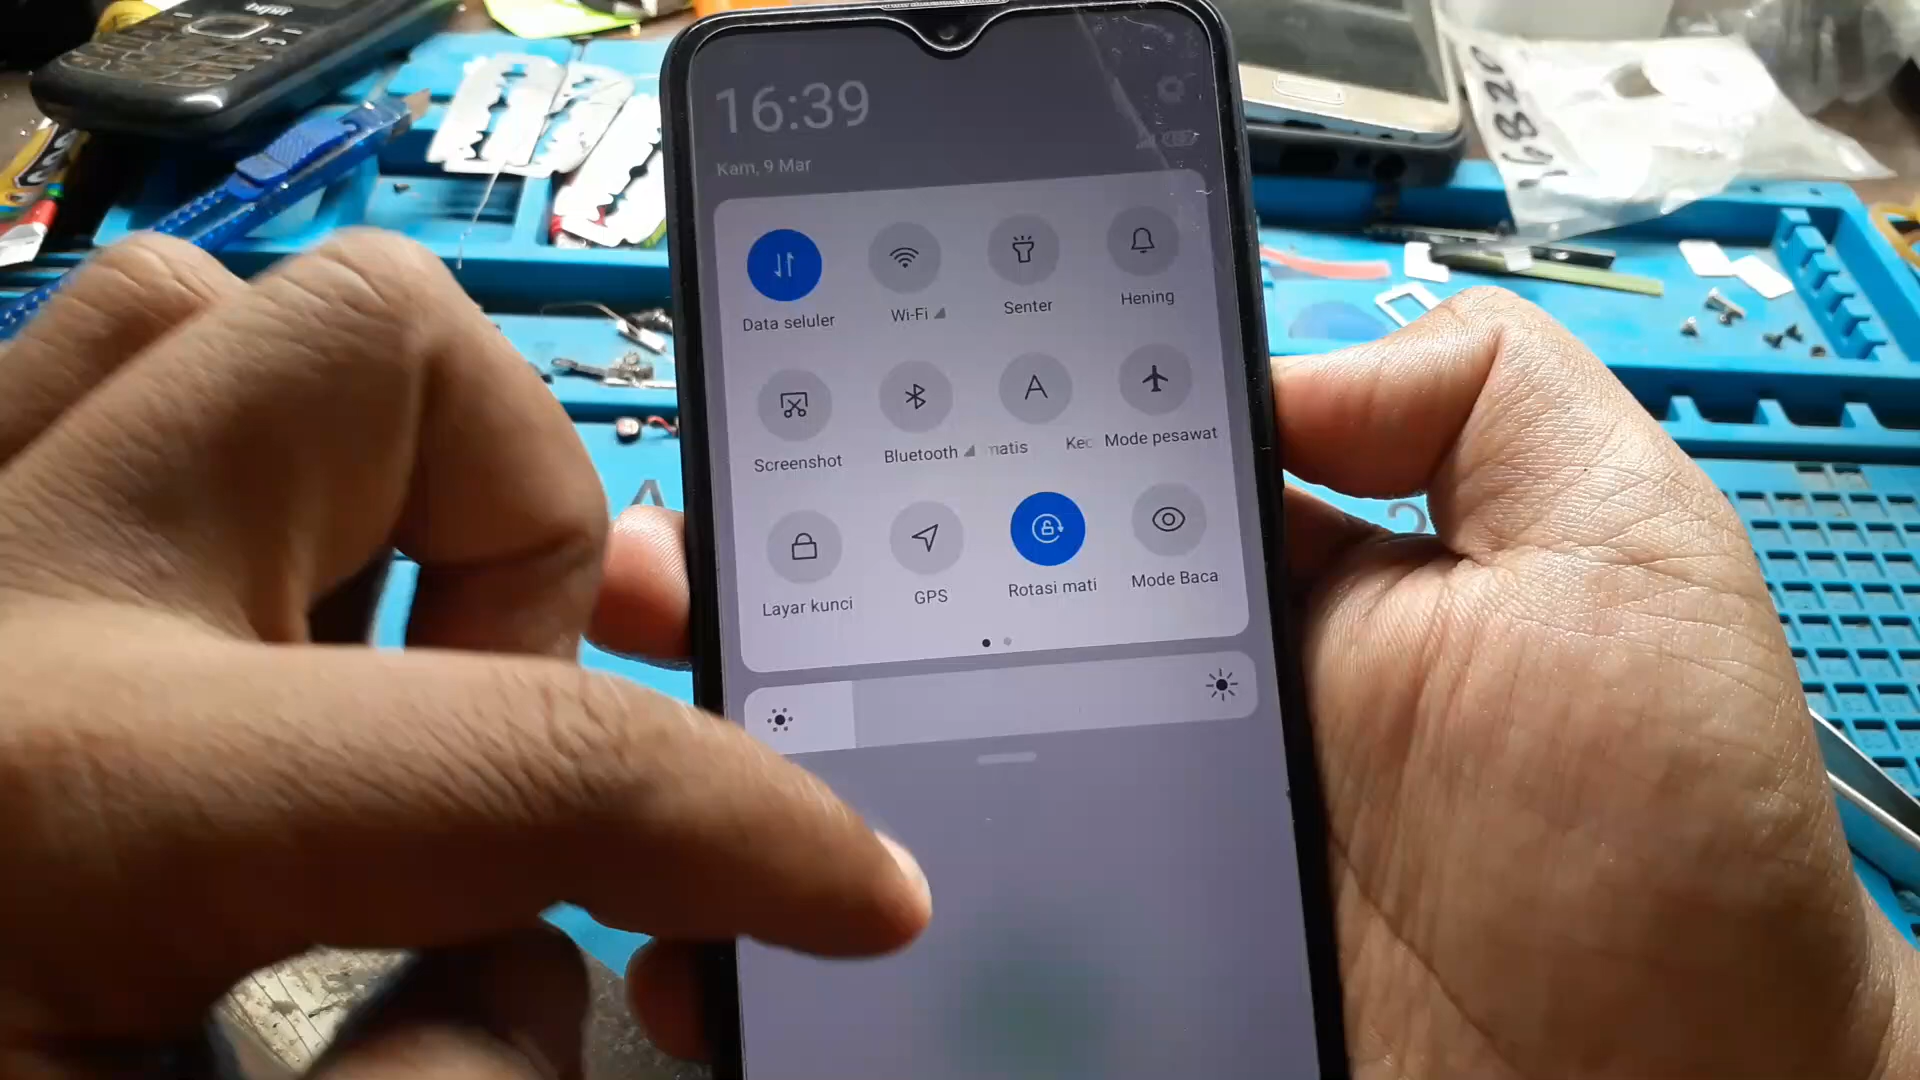 16:39
Kam, 9 Mar
Data seluler
Wi-Fi
Senter
Hening
Screenshot
Bluetooth
matis
Kec
Mode pesawat
Layar kunci
GPS
Rotasi mati
Mode Baca
A
2